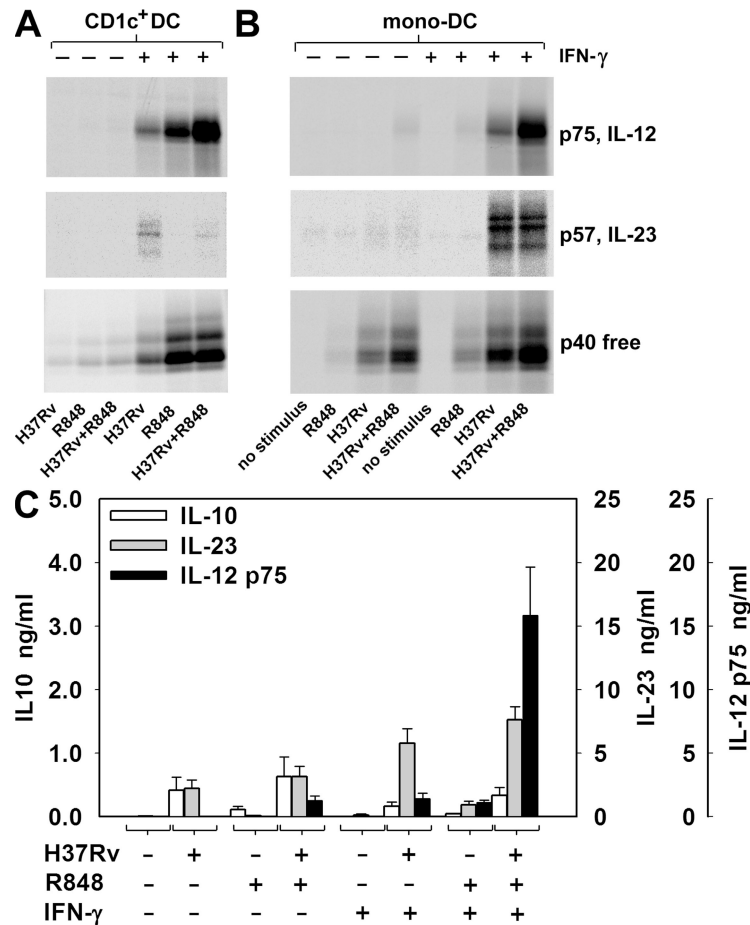 A CD1c+ DC B mono-DC
– – – + + + – – – – + + + + IFN-γ
p75, IL-12
p57, IL-23
p40 free
H37Rv R848 H37Rv+R848 H37Rv R848 H37Rv+R848 no stimulus R848 H37Rv H37Rv+R848 no stimulus R848 H37Rv H37Rv+R848
C 5.0 IL-10 25 25
4.0 IL-23 20 20
IL-12 p75
3.0 15 15
2.0 10 10
1.0 5 5
0.0 0 0
IL10 ng/ml
IL-23 ng/ml
IL-12 p75 ng/ml
H37Rv – + – + – + – +
R848 – – + + – – + +
IFN-γ – – – – + + + +